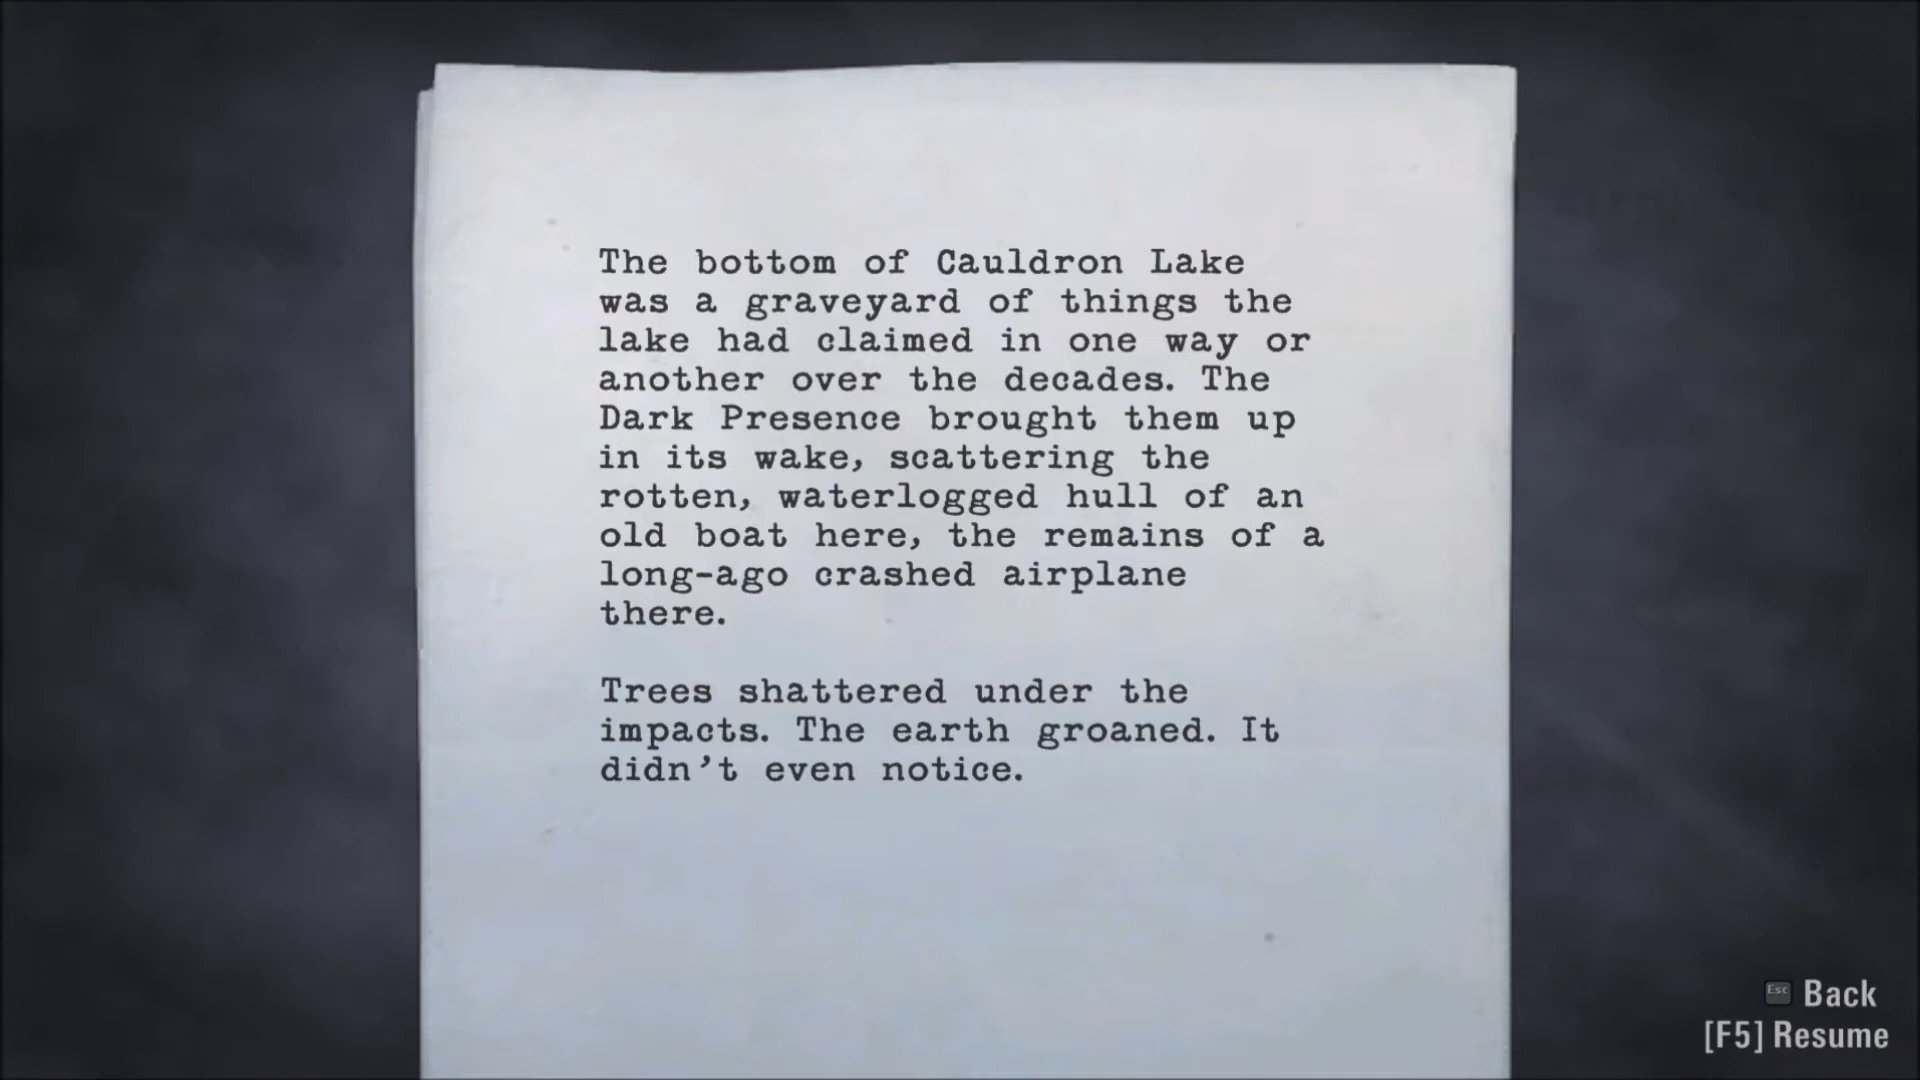 The bottom of Cauldron Lake
was a graveyard of things the
lake had claimed in one way or
another over the decades. The
Dark Presence brought them up
in its wake, scattering the
rotten, waterlogged hull of an
old boat here, the remains of a
long-ago crashed airplane
there.
Trees shattered under the
impacts. The earth groaned. It
didn't even notice.
Esc Back
[F5] Resume